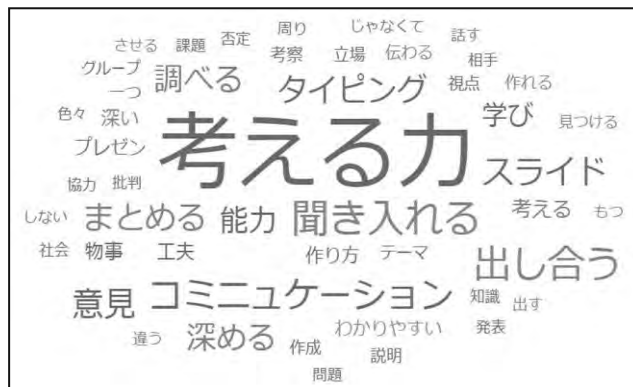 周り じゃなくて 話す
させる 課題 否定 考察 立場 伝わる 相手
グループ 調べる タイピング 視点 作れる
一つ
色々 深い 考える力 学び 見つける
プレゼン スライド
協力 批判
しない まとめる 能力 聞き入れる 考える もつ
社会 物事 工夫 作り方 テーマ 出し合う
意見 コミニュケーション 知識 出す
違う 深める 作成 わかりやすい 発表
説明
問題